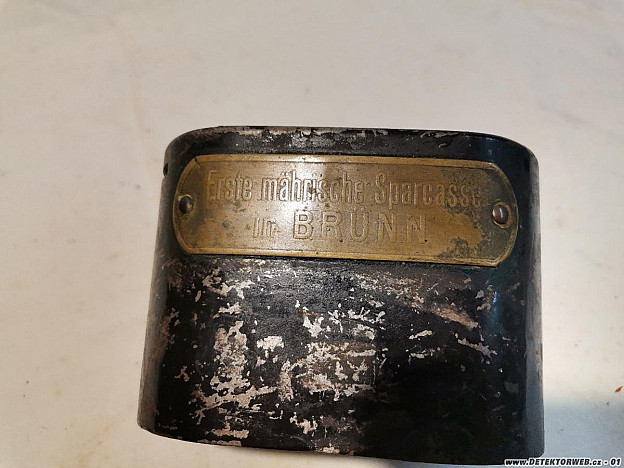 Erste mährische Sparcasse
in BRÜNN
www.DETEKTORWEB.cz - 01